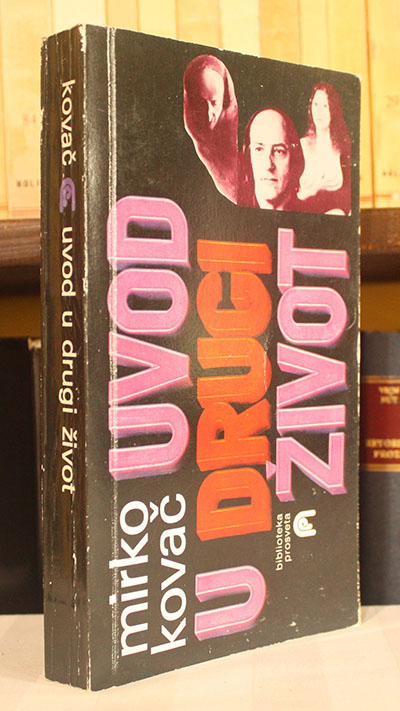 kovač uvod u drugi život
mirko
kovač
UVOD
U DRUGI
ŽIVOT
biblioteka
prosveta